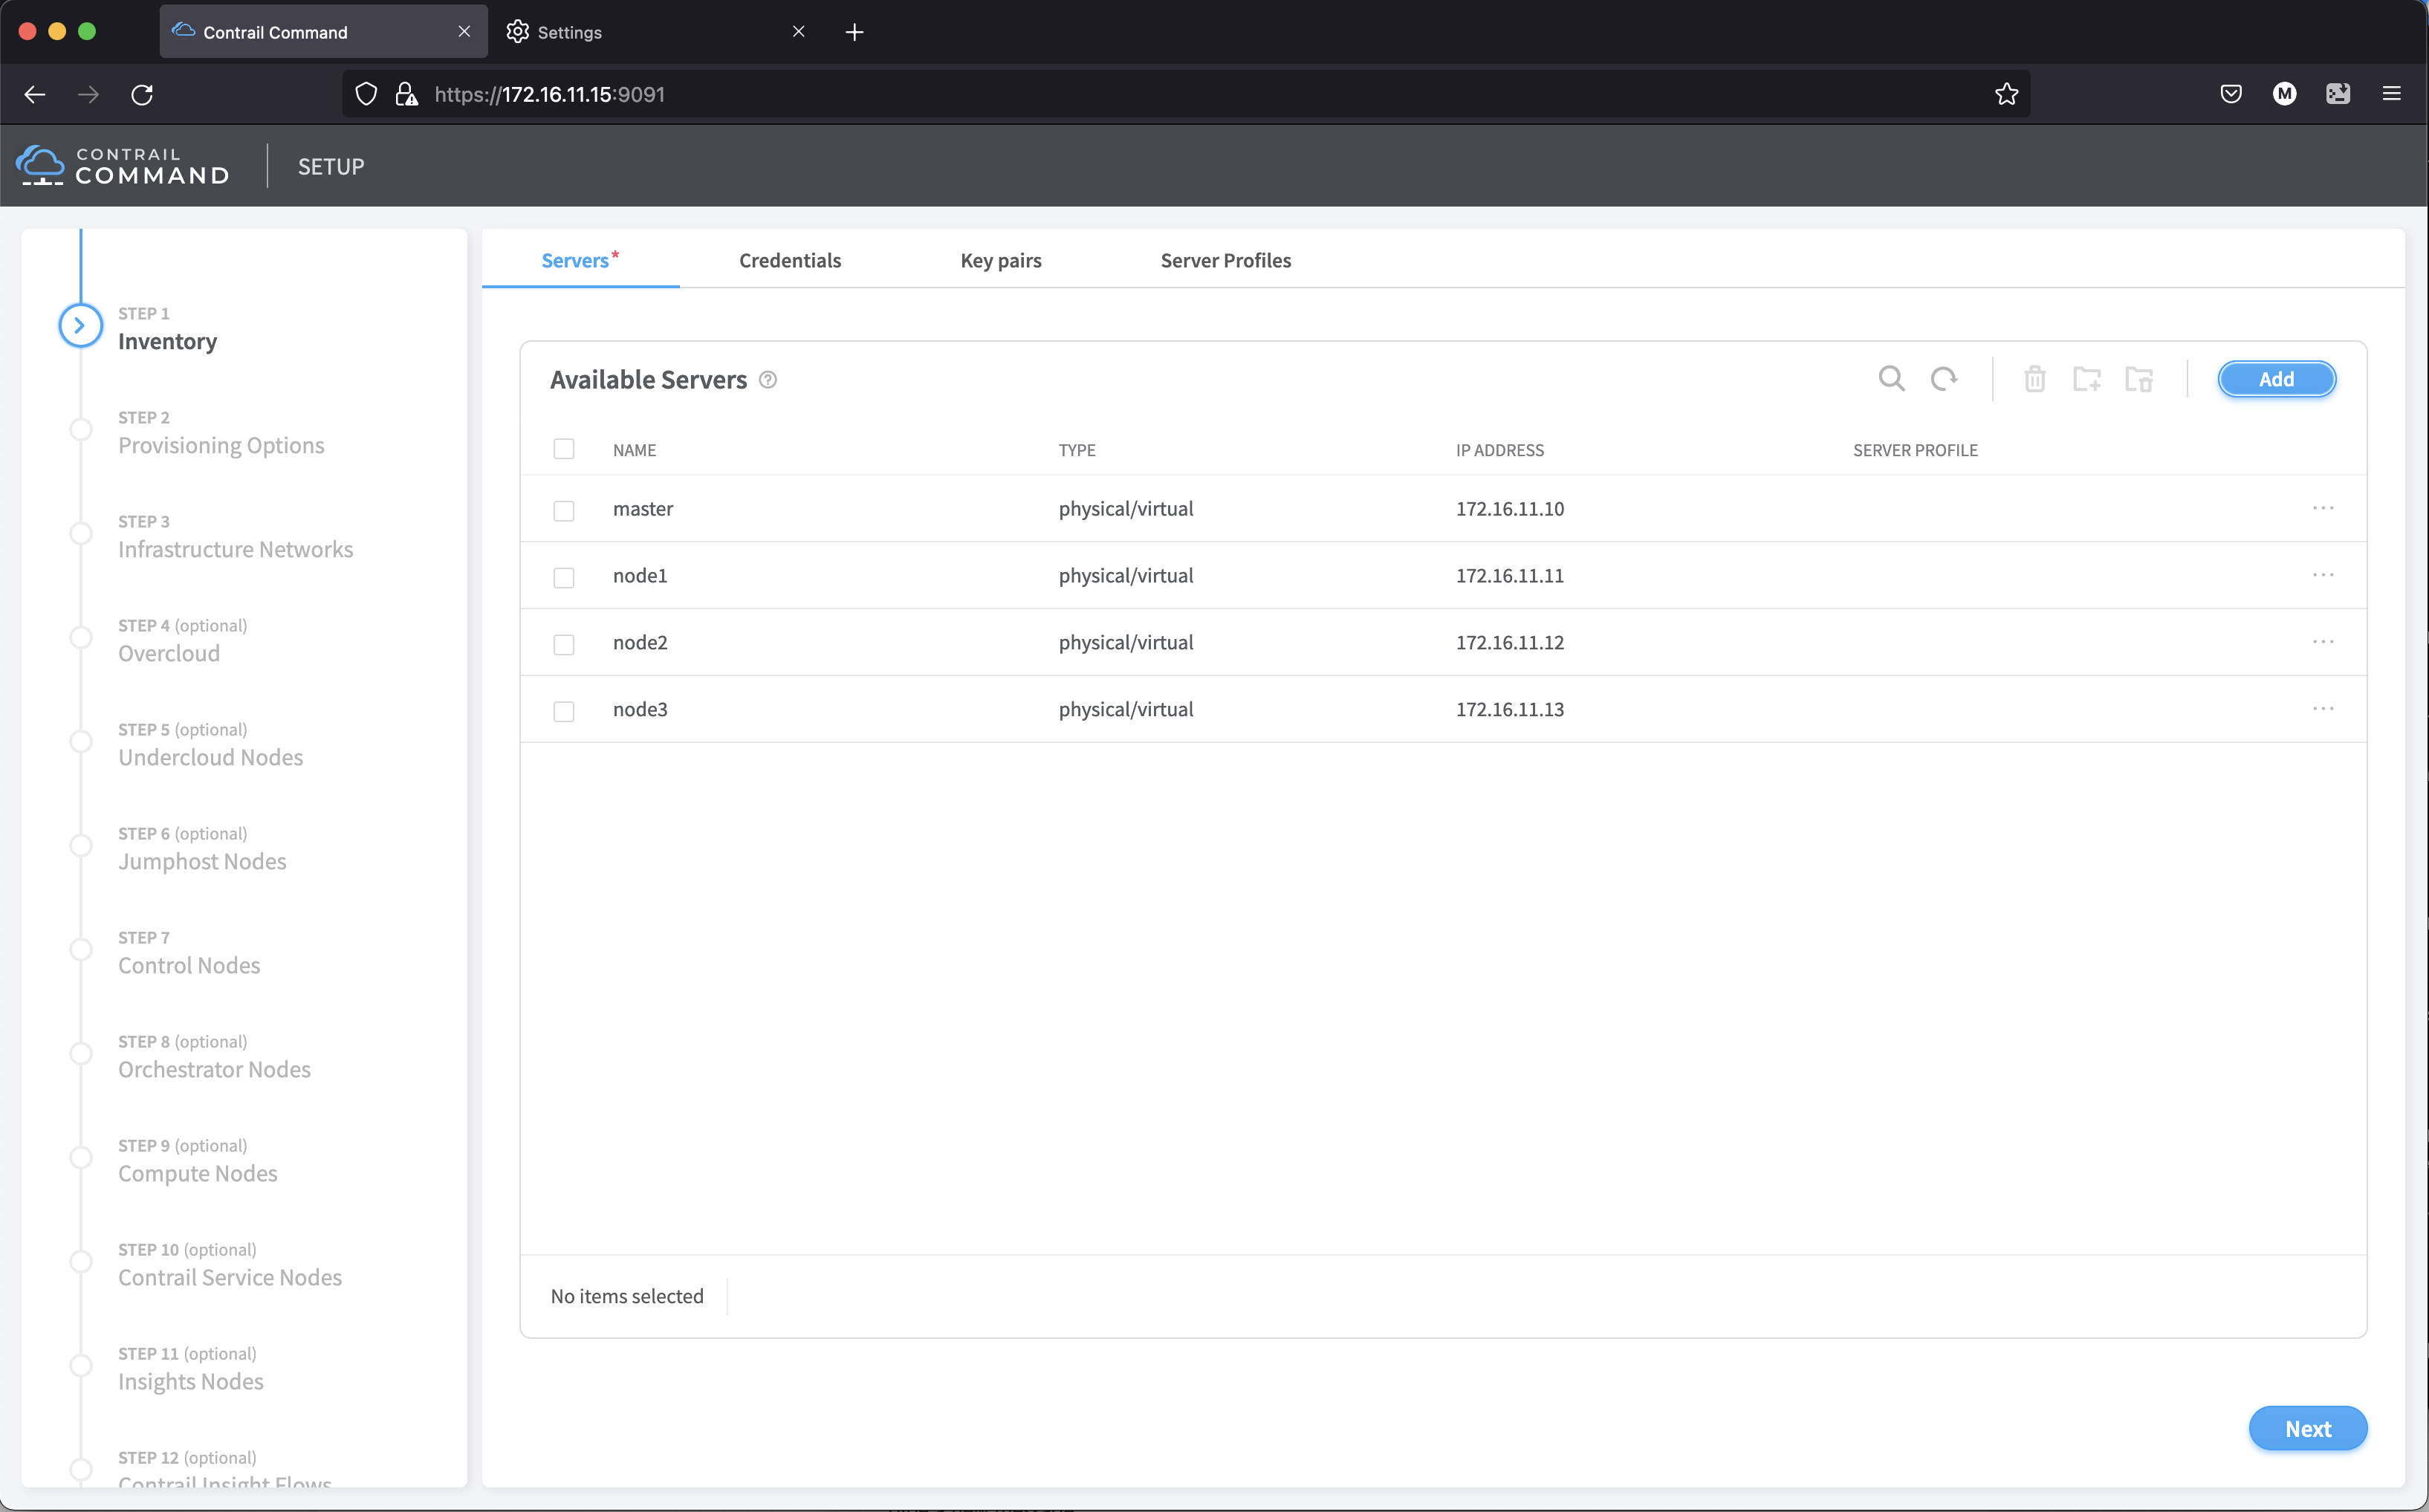 Contrail Command
Settings
https://172.16.11.15:9091
M
CONTRAIL
COMMAND
SETUP
STEP 1
Inventory
STEP 2
Provisioning Options
STEP 3
Infrastructure Networks
STEP 4 (optional)
Overcloud
STEP 5 (optional)
Undercloud Nodes
STEP 6 (optional)
Jumphost Nodes
STEP 7
Control Nodes
STEP 8 (optional)
Orchestrator Nodes
STEP 9 (optional)
Compute Nodes
STEP 10 (optional)
Contrail Service Nodes
STEP 11 (optional)
Insights Nodes
STEP 12 (optional)
Contrail Insight Flows
Servers* Credentials Key pairs Server Profiles
Available Servers ?
Add
NAME TYPE IP ADDRESS SERVER PROFILE
master physical/virtual 172.16.11.10 ...
node1 physical/virtual 172.16.11.11 ...
node2 physical/virtual 172.16.11.12 ...
node3 physical/virtual 172.16.11.13 ...
No items selected
Next